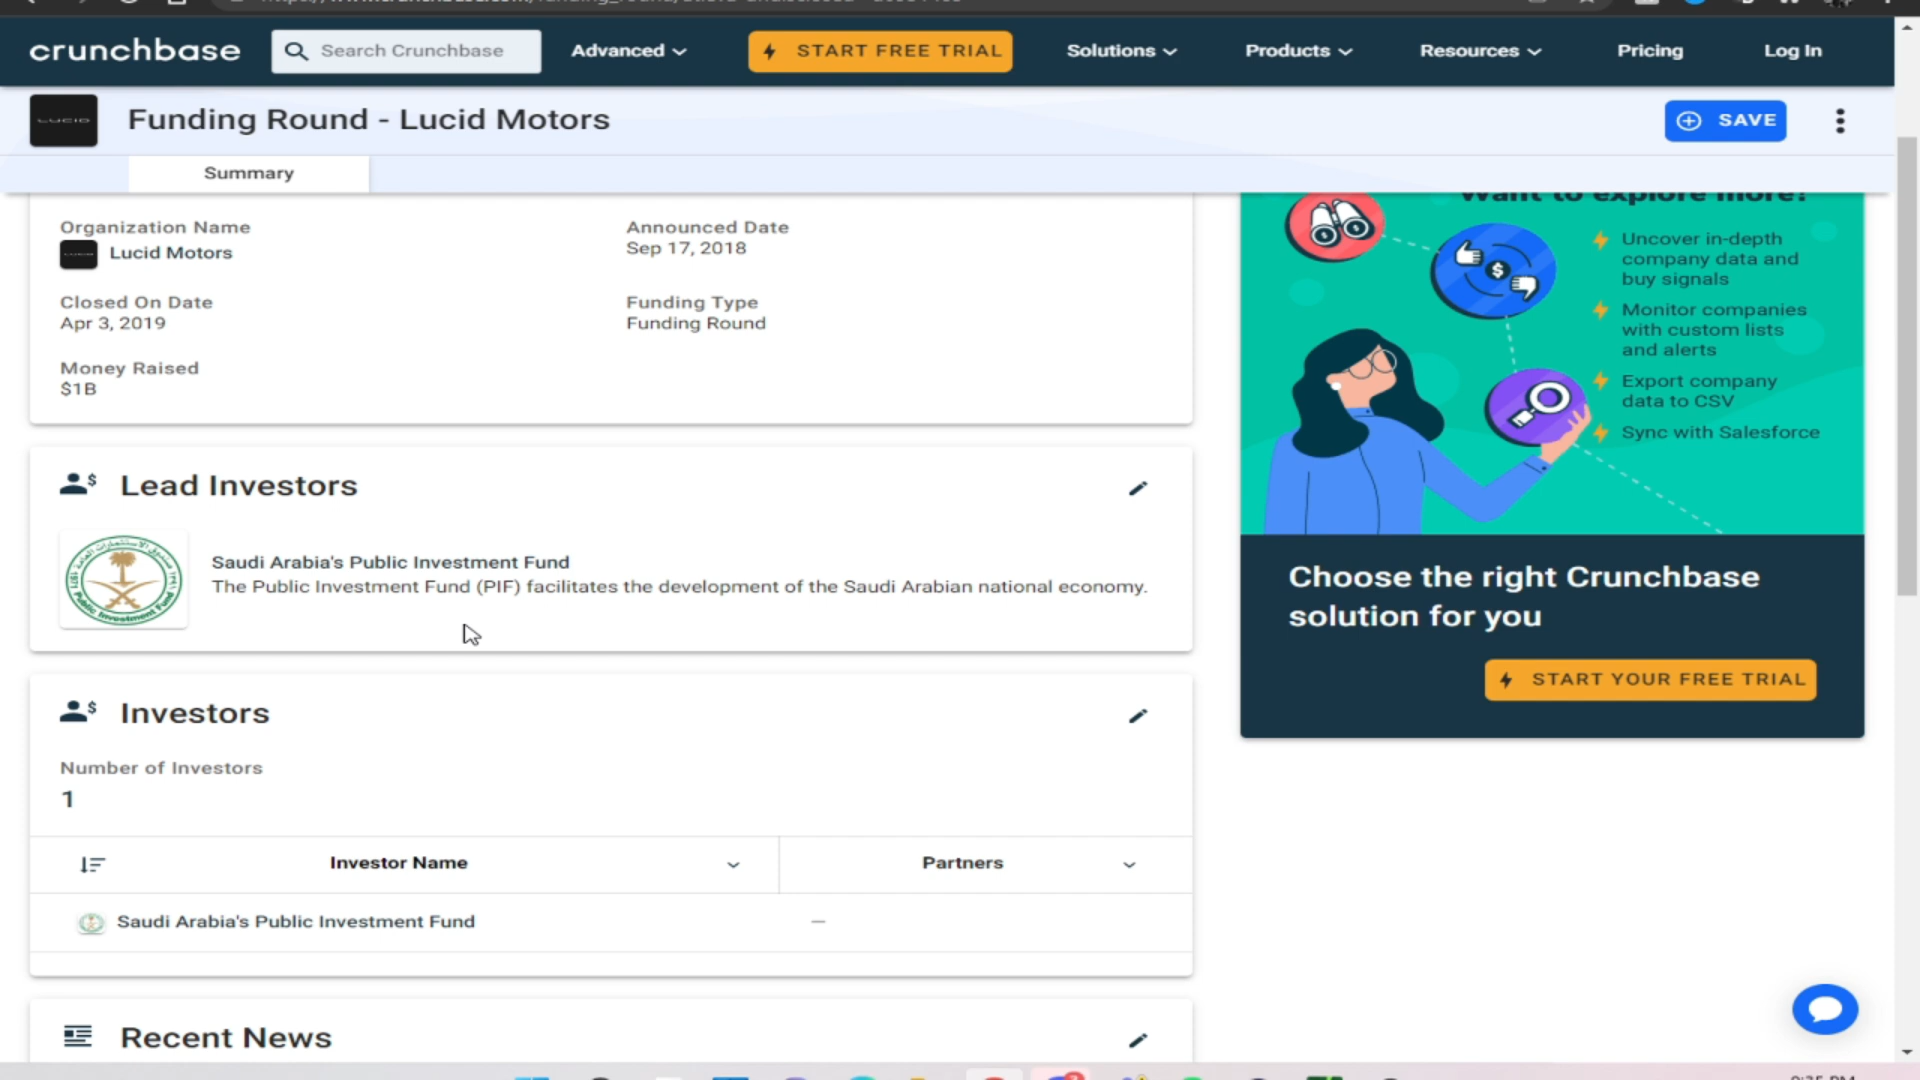 crunchbase
Search Crunchbase
Advanced
START FREE TRIAL
Solutions
Products
Resources
Pricing
Log In
LUCID
Funding Round - Lucid Motors
SAVE
Summary
Organization Name
Lucid Motors
Announced Date
Sep 17, 2018
Closed On Date
Apr 3, 2019
Funding Type
Funding Round
Money Raised
$1B
Lead Investors
Saudi Arabia's Public Investment Fund
The Public Investment Fund (PIF) facilitates the development of the Saudi Arabian national economy.
Investors
Number of Investors
1
Investor Name
Partners
Saudi Arabia's Public Investment Fund
—
Recent News
Want to explore more?
Uncover in-depth
company data and
buy signals
Monitor companies
with custom lists
and alerts
Export company
data to CSV
Sync with Salesforce
Choose the right Crunchbase
solution for you
START YOUR FREE TRIAL